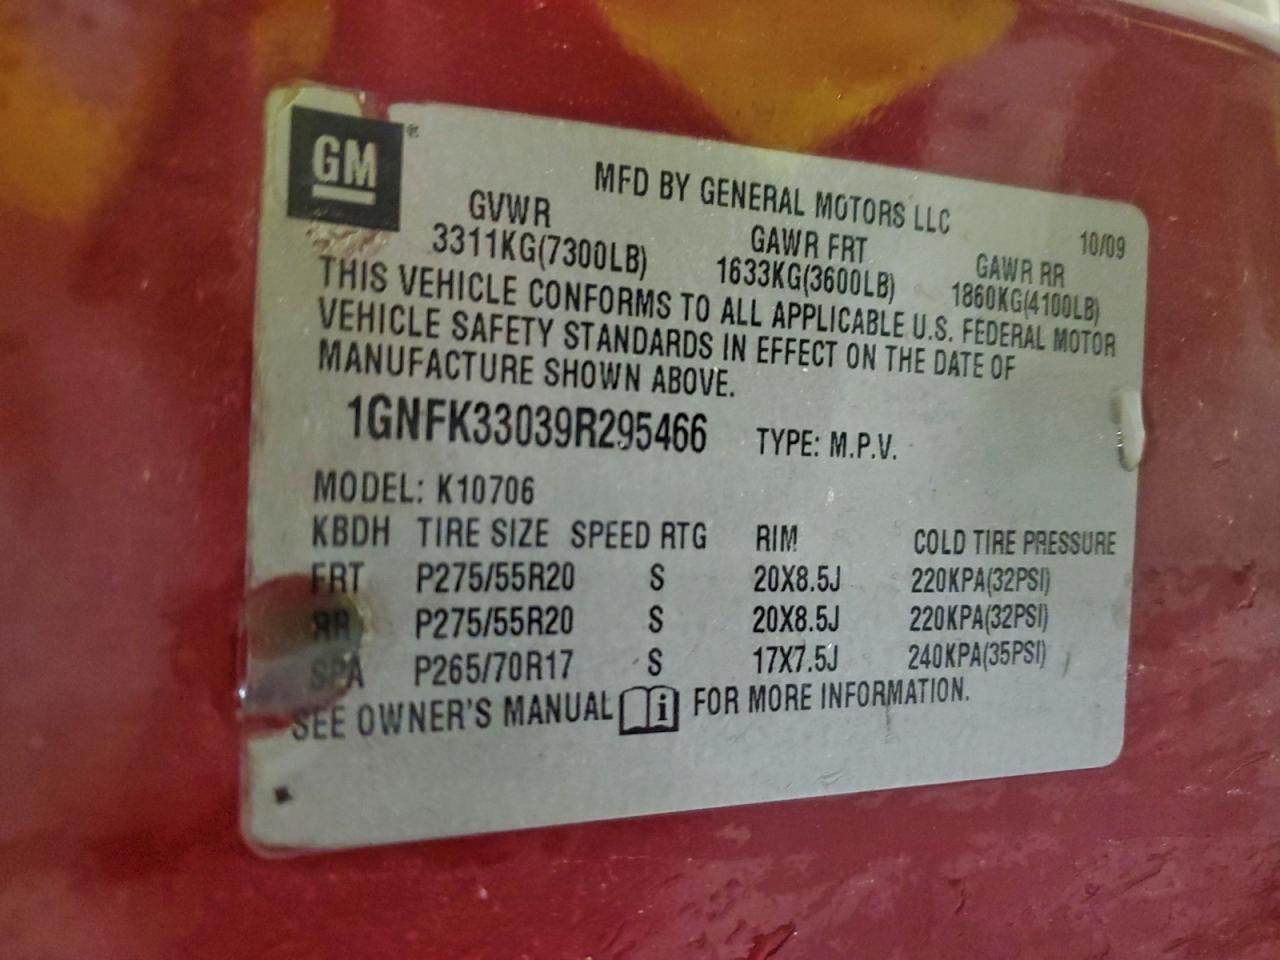 GM®
MFD BY GENERAL MOTORS LLC
10/09
GVWR GAWR FRT GAWR RR
3311KG(7300LB) 1633KG(3600LB) 1860KG(4100LB)
THIS VEHICLE CONFORMS TO ALL APPLICABLE U.S. FEDERAL MOTOR
VEHICLE SAFETY STANDARDS IN EFFECT ON THE DATE OF
MANUFACTURE SHOWN ABOVE.
1GNFK33039R295466 TYPE: M.P.V.
MODEL: K10706
KBDH TIRE SIZE SPEED RTG RIM COLD TIRE PRESSURE
FRT P275/55R20 S 20X8.5J 220KPA(32PSI)
RR P275/55R20 S 20X8.5J 220KPA(32PSI)
SPA P265/70R17 S 17X7.5J 240KPA(35PSI)
SEE OWNER'S MANUAL FOR MORE INFORMATION.